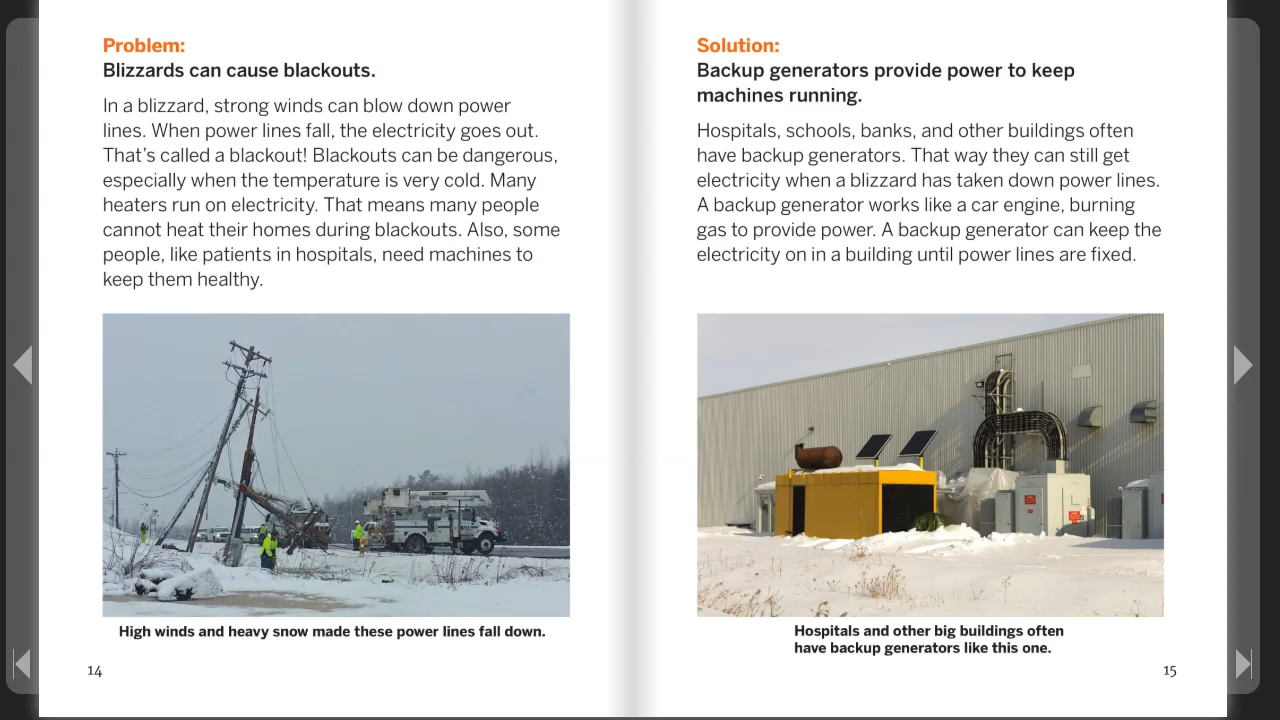 Problem:
Blizzards can cause blackouts.
In a blizzard, strong winds can blow down power
lines. When power lines fall, the electricity goes out.
That’s called a blackout! Blackouts can be dangerous,
especially when the temperature is very cold. Many
heaters run on electricity. That means many people
cannot heat their homes during blackouts. Also, some
people, like patients in hospitals, need machines to
keep them healthy.
High winds and heavy snow made these power lines fall down.
14
Solution:
Backup generators provide power to keep
machines running.
Hospitals, schools, banks, and other buildings often
have backup generators. That way they can still get
electricity when a blizzard has taken down power lines.
A backup generator works like a car engine, burning
gas to provide power. A backup generator can keep the
electricity on in a building until power lines are fixed.
Hospitals and other big buildings often
have backup generators like this one.
15